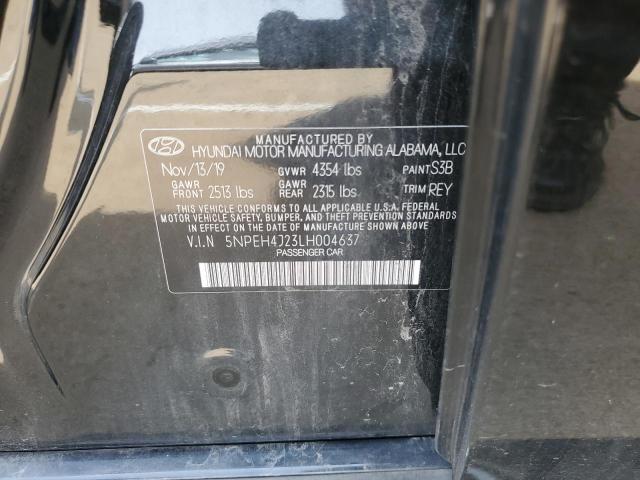 MANUFACTURED BY
HYUNDAI MOTOR MANUFACTURING ALABAMA, LLC
Nov/13/19 GVWR 4354 lbs PAINT S3B
GAWR FRONT 2513 lbs GAWR REAR 2315 lbs TRIM REY
THIS VEHICLE CONFORMS TO ALL APPLICABLE U.S.A. FEDERAL
MOTOR VEHICLE SAFETY, BUMPER, AND THEFT PREVENTION STANDARDS
IN EFFECT ON THE DATE OF MANUFACTURE SHOWN ABOVE.
V.I.N 5NPEH4J23LH004637
PASSENGER CAR